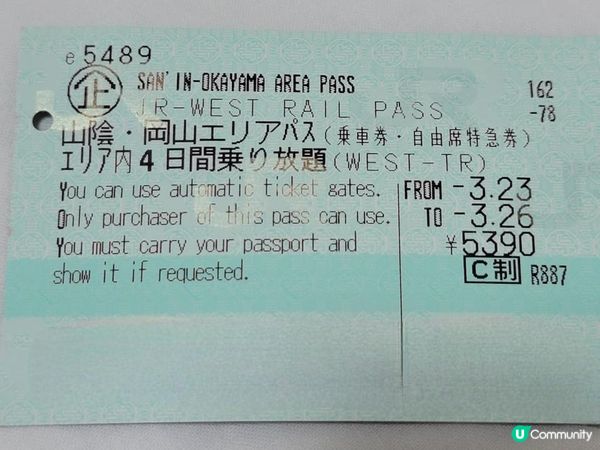 e5489
企 SAN'IN-OKAYAMA AREA PASS 162
JR-WEST RAIL PASS -78
山陰・岡山エリアパス(乗車券・自由席特急券)
エリア内4日間乗り放題(WEST-TR)
You can use automatic ticket gates. FROM -3.23
Only purchaser of this pass can use. TO -3.26
You must carry your passport and ¥5390
show it if requested. C制 R887
U Community